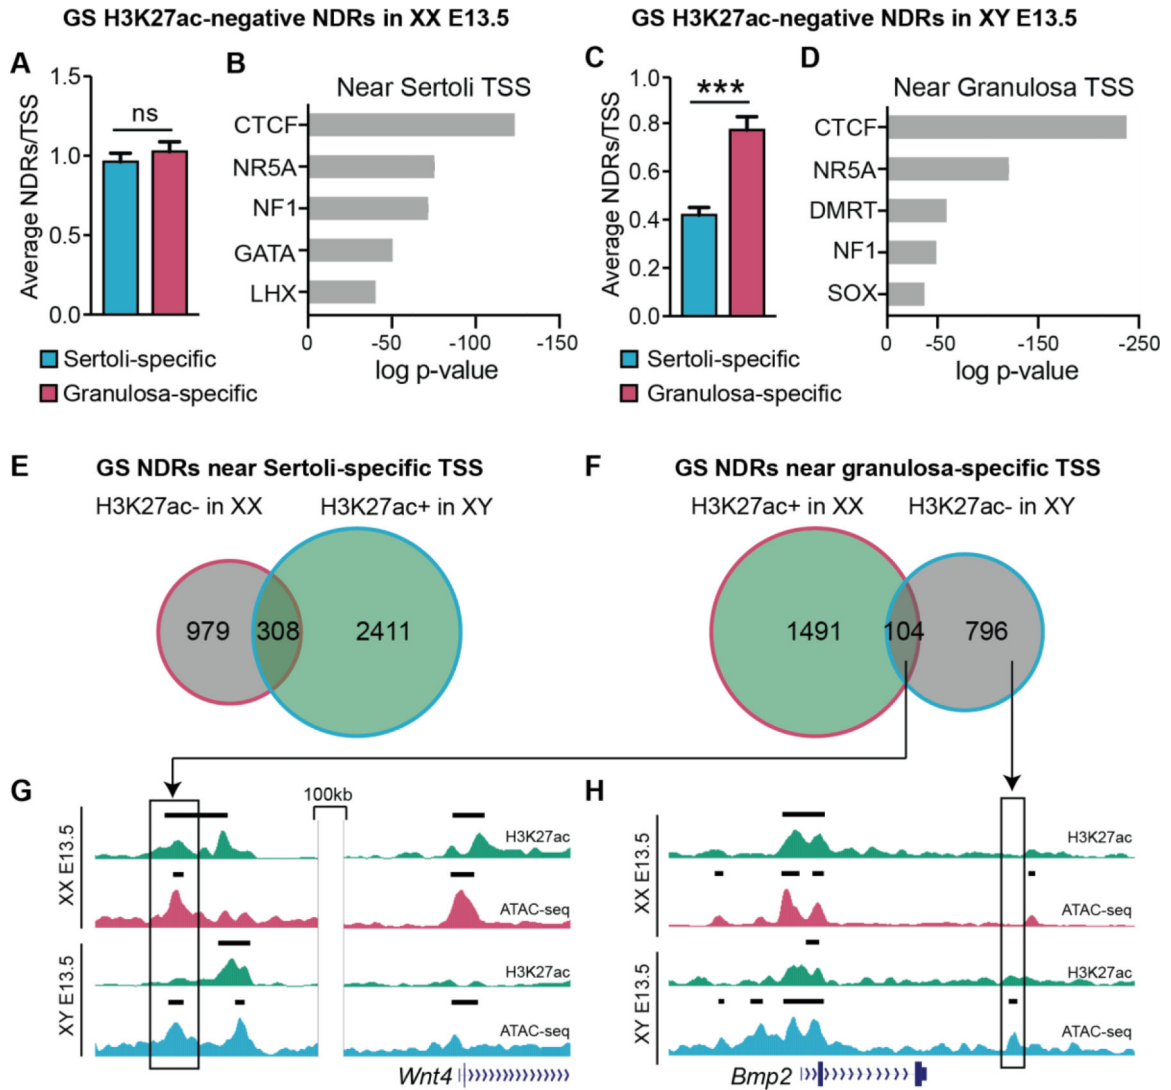 GS H3K27ac-negative NDRs in XX E13.5
GS H3K27ac-negative NDRs in XY E13.5
A
Average NDRs/TSS
1.5
1.0
0.5
0.0
ns
Sertoli-specific
Granulosa-specific
B
Near Sertoli TSS
CTCF
NR5A
NF1
GATA
LHX
0 -50 -100 -150
log p-value
C
Average NDRs/TSS
1.0
0.8
0.6
0.4
0.2
0.0
***
Sertoli-specific
Granulosa-specific
D
Near Granulosa TSS
CTCF
NR5A
DMRT
NF1
SOX
0 -50 -150 -250
log p-value
E
GS NDRs near Sertoli-specific TSS
H3K27ac- in XX H3K27ac+ in XY
979 308 2411
F
GS NDRs near granulosa-specific TSS
H3K27ac+ in XX H3K27ac- in XY
1491 104 796
G
100kb
XX E13.5
H3K27ac
ATAC-seq
XY E13.5
H3K27ac
ATAC-seq
Wnt4
H
XX E13.5
H3K27ac
ATAC-seq
XY E13.5
H3K27ac
ATAC-seq
Bmp2